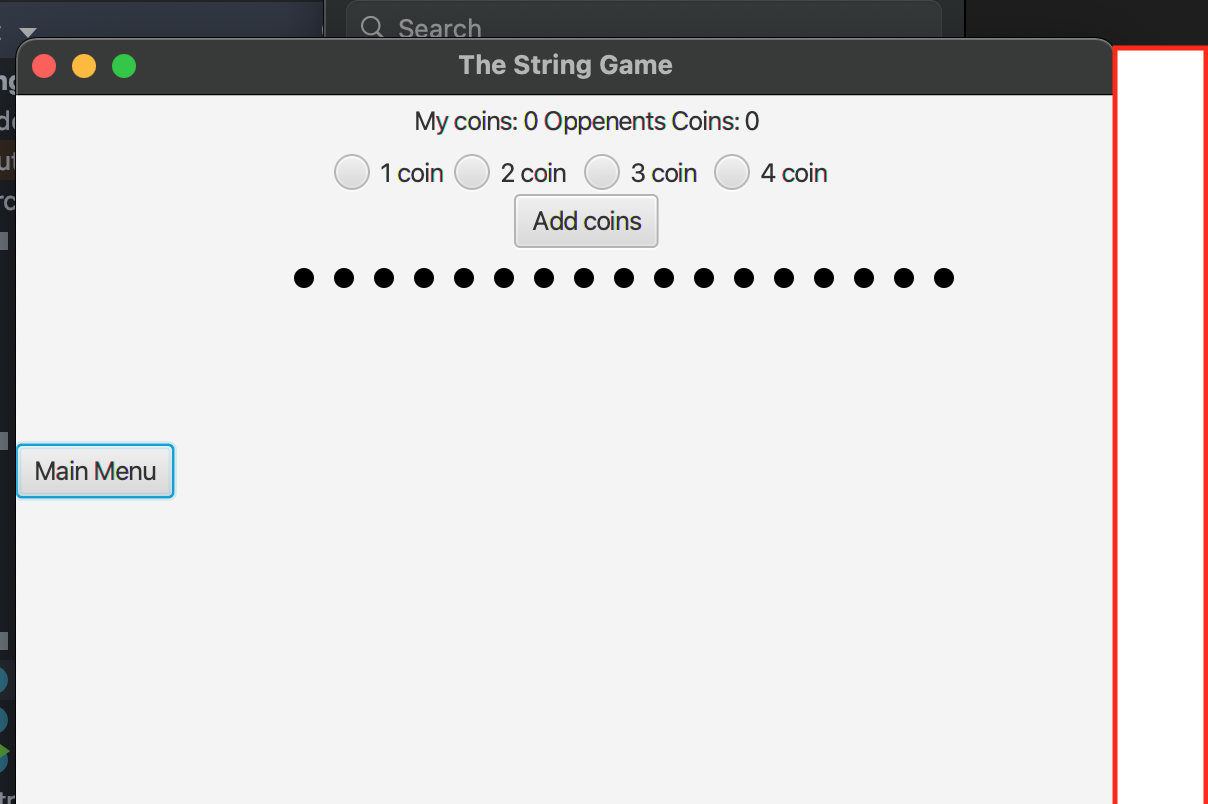 Search
The String Game
My coins: 0 Oppenents Coins: 0
1 coin 2 coin 3 coin 4 coin
Add coins
Main Menu